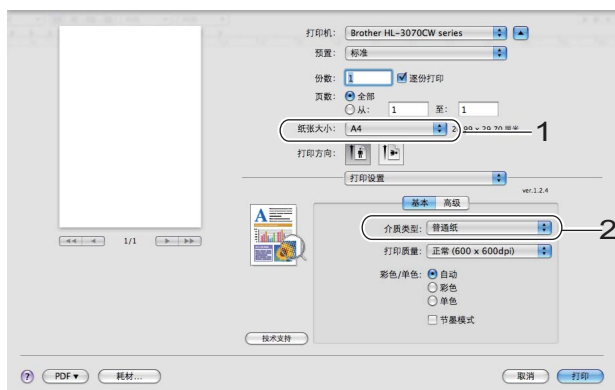 打印机: Brother HL-3070CW series
预置: 标准
份数: 1 逐份打印
页数: 全部
从: 1 至: 1
纸张大小: A4 29.70 厘米 1
打印方向:
打印设置
ver.1.2.4
基本 高级
介质类型: 普通纸 2
1/1
打印质量: 正常 (600 x 600dpi)
彩色/单色: 自动
彩色
单色
节墨模式
技术支持
? PDF 耗材... 取消 打印